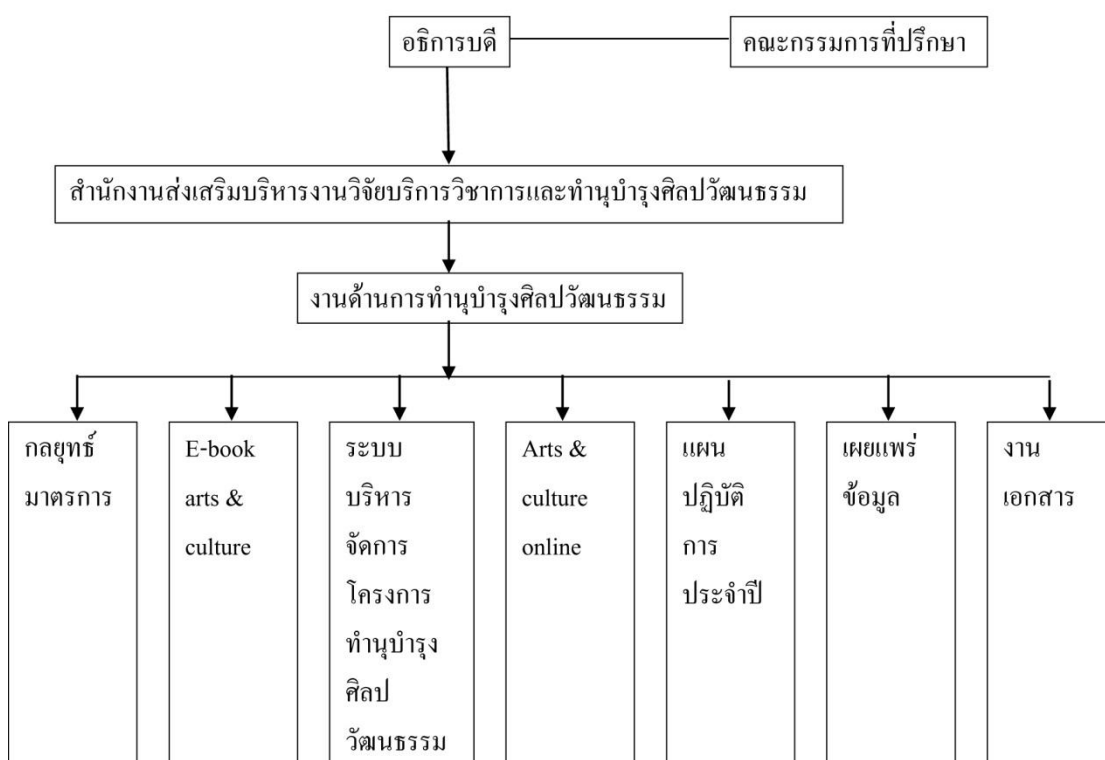 อธิการบดี
คณะกรรมการที่ปรึกษา
สำนักงานส่งเสริมบริหารงานวิจัยบริการวิชาการและทำนุบำรุงศิลปวัฒนธรรม
งานด้านการทำนุบำรุงศิลปวัฒนธรรม
กลยุทธ์
มาตรการ
E-book
arts &
culture
ระบบ
บริหาร
จัดการ
โครงการ
ทำนุบำรุง
ศิลป
วัฒนธรรม
Arts &
culture
online
แผน
ปฏิบัติ
การ
ประจำปี
เผยแพร่
ข้อมูล
งาน
เอกสาร